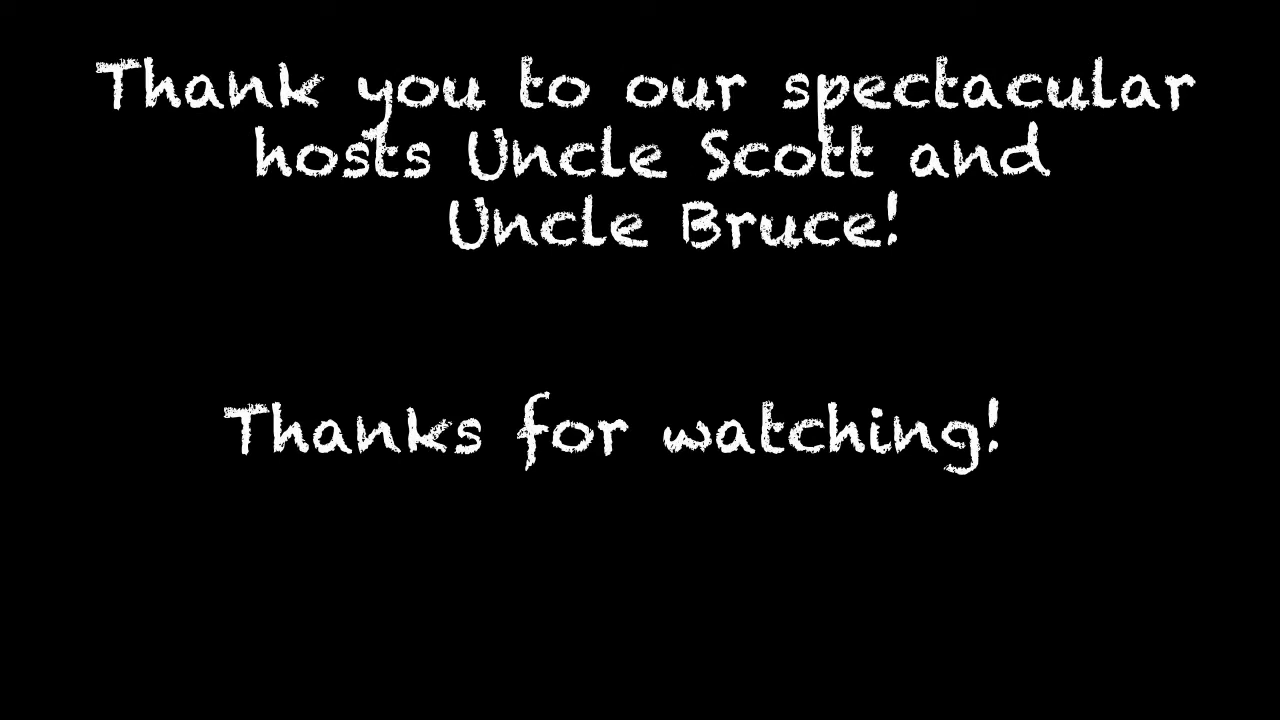 Thank you to our spectacular
hosts Uncle Scott and
Uncle Bruce!
Thanks for watching!